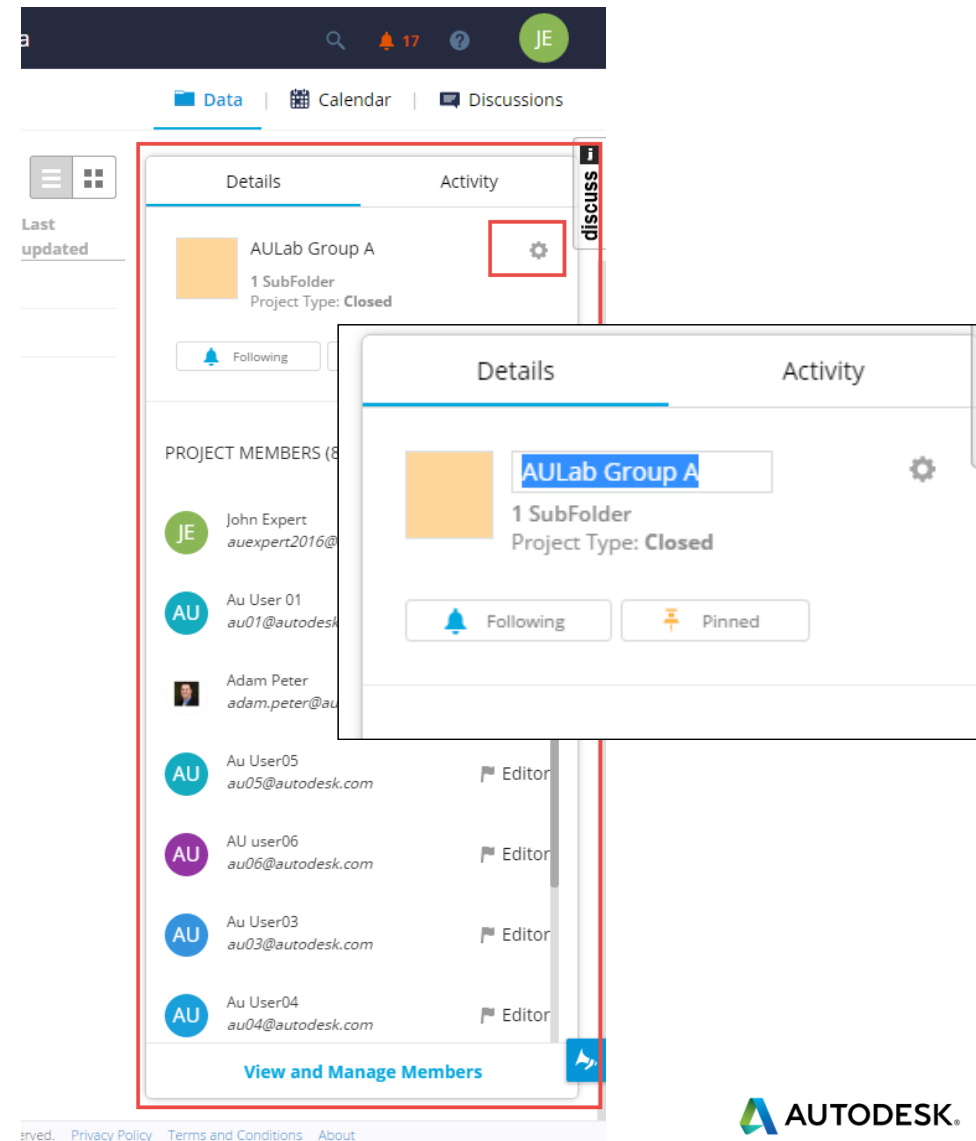 a
17
JE
Data | Calendar | Discussions
discuss
Last
updated
Details Activity
AULab Group A
1 SubFolder
Project Type: Closed
Following
PROJECT MEMBERS (8
JE
John Expert
auexpert2016@
AU
Au User 01
au01@autodesk
Adam Peter
adam.peter@au
AU
Au User05
au05@autodesk.com
Editor
AU
AU user06
au06@autodesk.com
Editor
AU
Au User03
au03@autodesk.com
Editor
AU
Au User04
au04@autodesk.com
Editor
View and Manage Members
Details Activity
AULab Group A
1 SubFolder
Project Type: Closed
Following Pinned
erved. Privacy Policy Terms and Conditions About
AUTODESK.